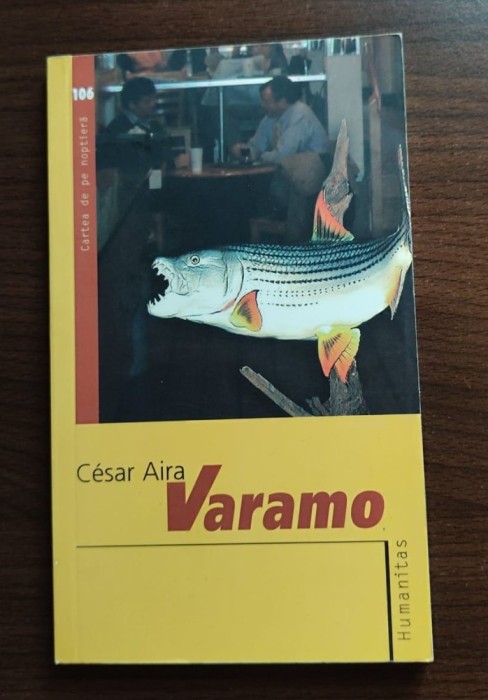 106
Cartea de pe noptieră
César Aira
Varamo
Humanitas